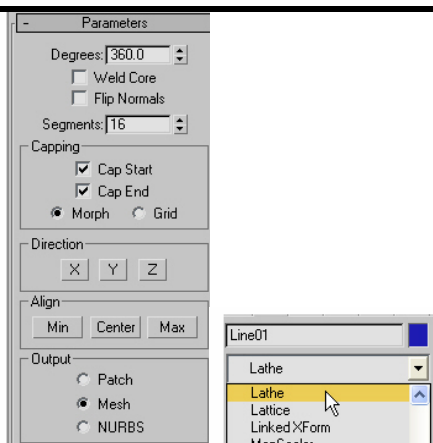 - Parameters
Degrees: 360.0
Weld Core
Flip Normals
Segments: 16
Capping
Cap Start
Cap End
Morph Grid
Direction
X Y Z
Align
Min Center Max
Output
Patch
Mesh
NURBS
Line01
Lathe
Lathe
Lattice
Linked XForm